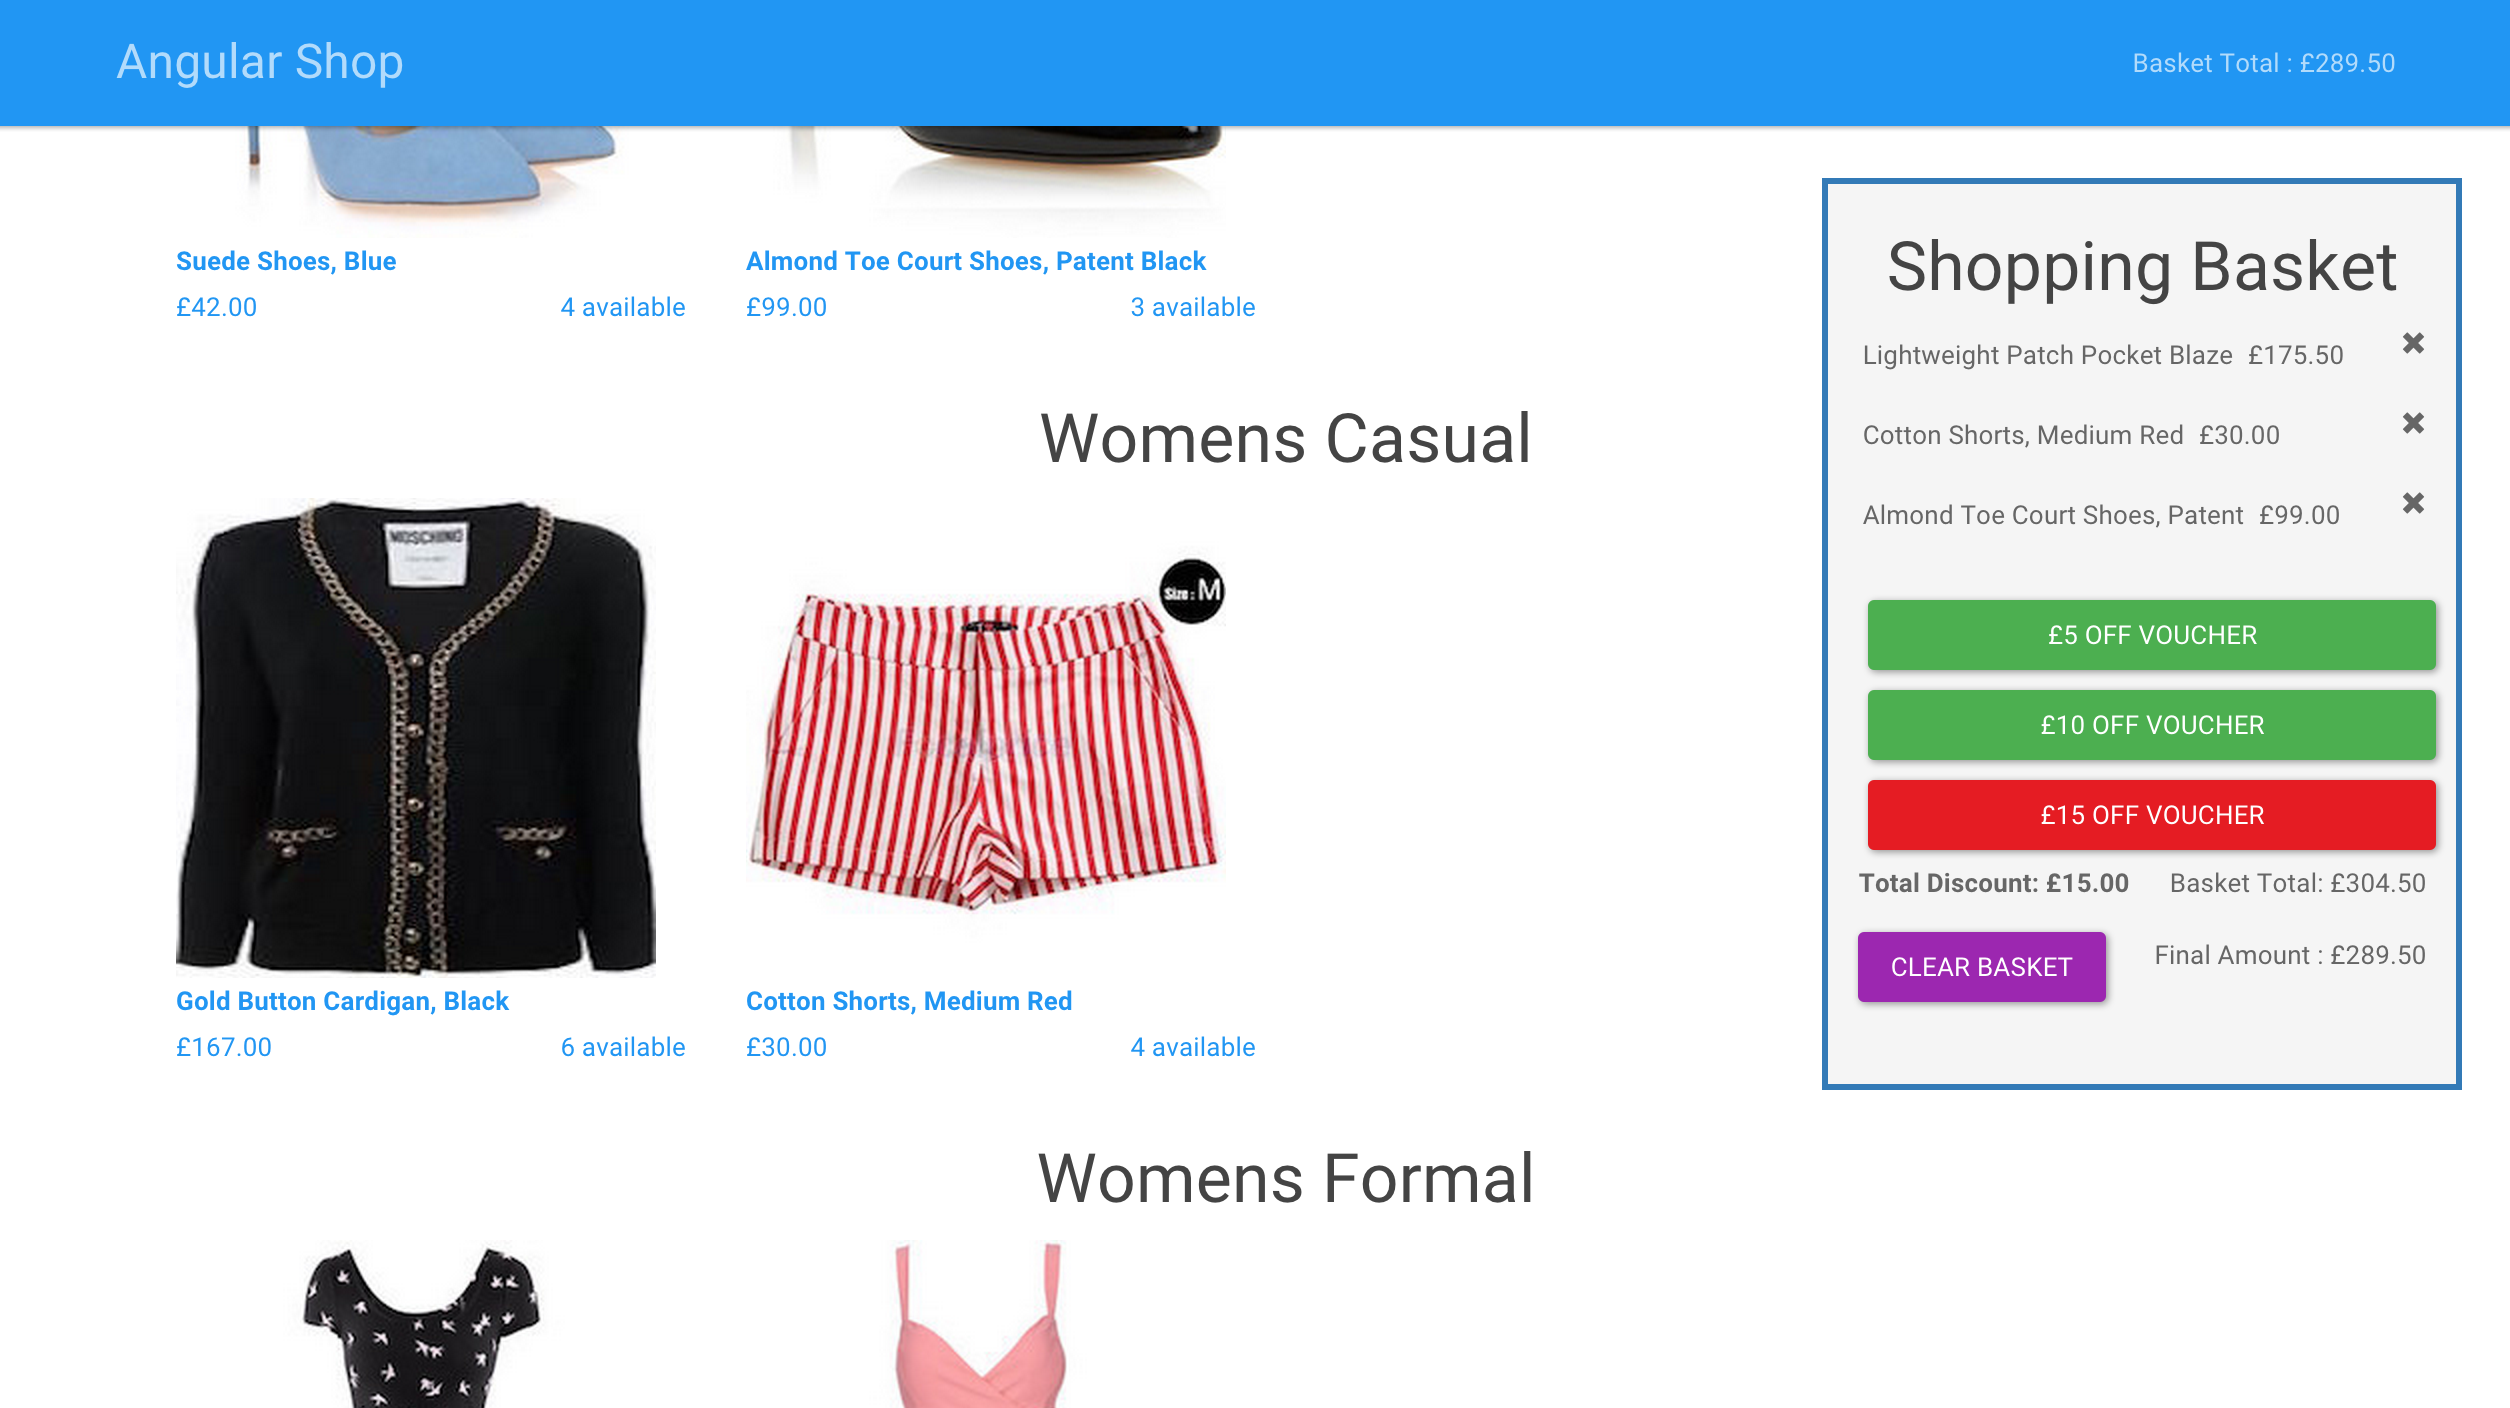 Angular Shop
Basket Total : £289.50
Suede Shoes, Blue
£42.00
4 available
Almond Toe Court Shoes, Patent Black
£99.00
3 available
Womens Casual
MOSCHINO
Size: M
Gold Button Cardigan, Black
£167.00
6 available
Cotton Shorts, Medium Red
£30.00
4 available
Womens Formal
Shopping Basket
Lightweight Patch Pocket Blaze £175.50
Cotton Shorts, Medium Red £30.00
Almond Toe Court Shoes, Patent £99.00
£5 OFF VOUCHER
£10 OFF VOUCHER
£15 OFF VOUCHER
Total Discount: £15.00
Basket Total: £304.50
CLEAR BASKET
Final Amount : £289.50